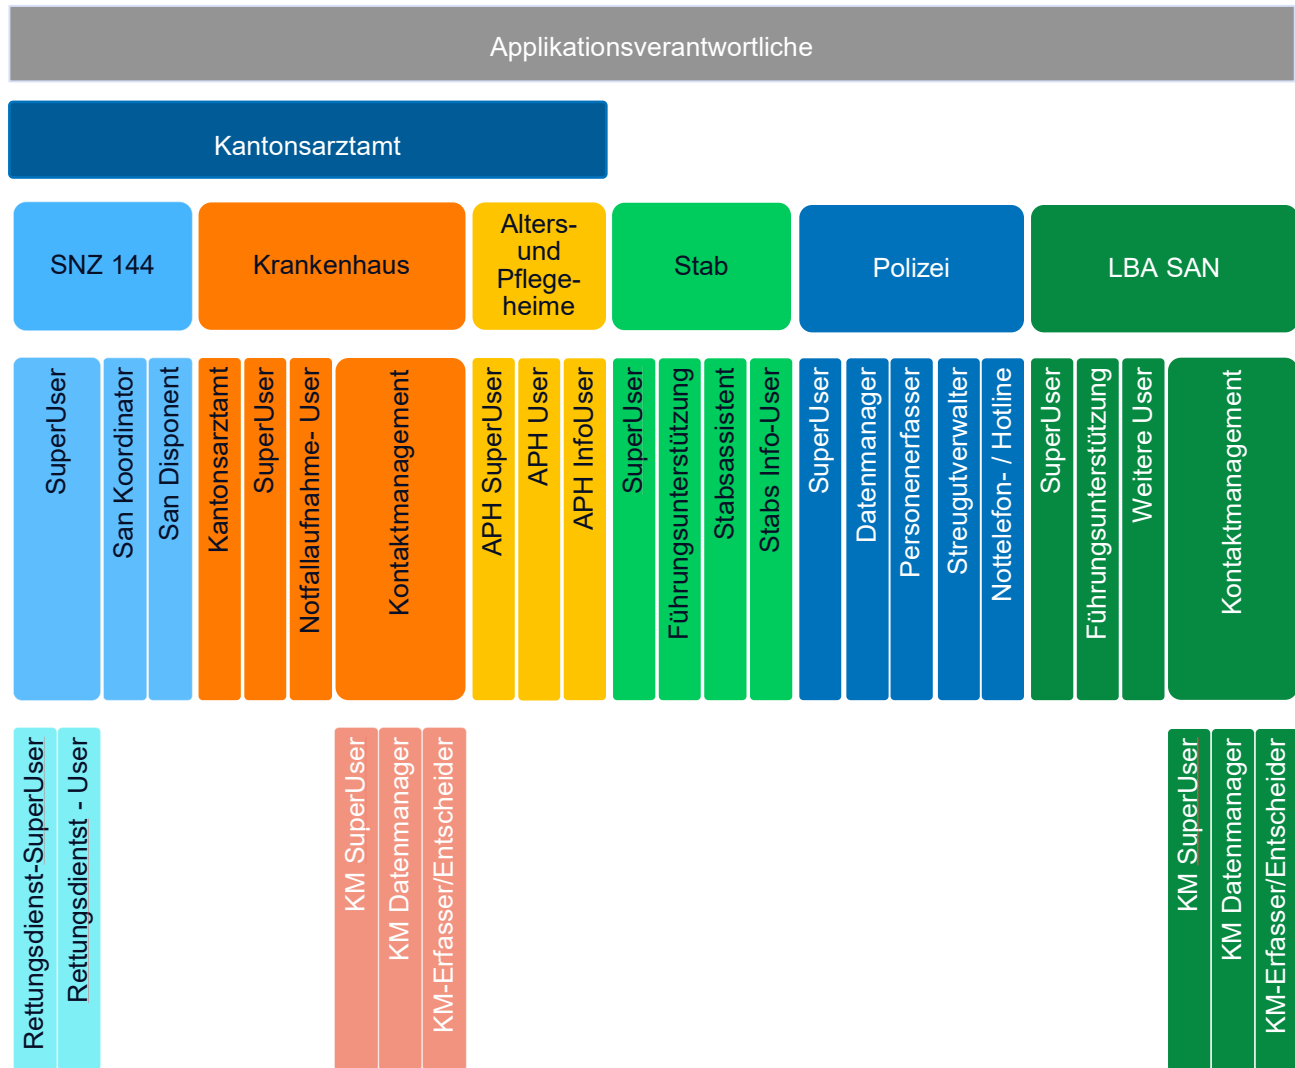 Applikationsverantwortliche
Kantonsarztamt
SNZ 144
Krankenhaus
Alters-
und
Pflege-
heime
Stab
Polizei
LBA SAN
SuperUser
San Koordinator
San Disponent
Kantonsarztamt
SuperUser
Notfallaufnahme- User
Kontaktmanagement
APH SuperUser
APH User
APH InfoUser
SuperUser
Führungsunterstützung
Stabsassistent
Stabs Info-User
SuperUser
Datenmanager
Personenerfasser
Streugutverwalter
Nottelefon- / Hotline
SuperUser
Führungsunterstützung
Weitere User
Kontaktmanagement
Rettungsdienst-SuperUser
Rettungsdientst - User
KM SuperUser
KM Datenmanager
KM-Erfasser/Entscheider
KM SuperUser
KM Datenmanager
KM-Erfasser/Entscheider